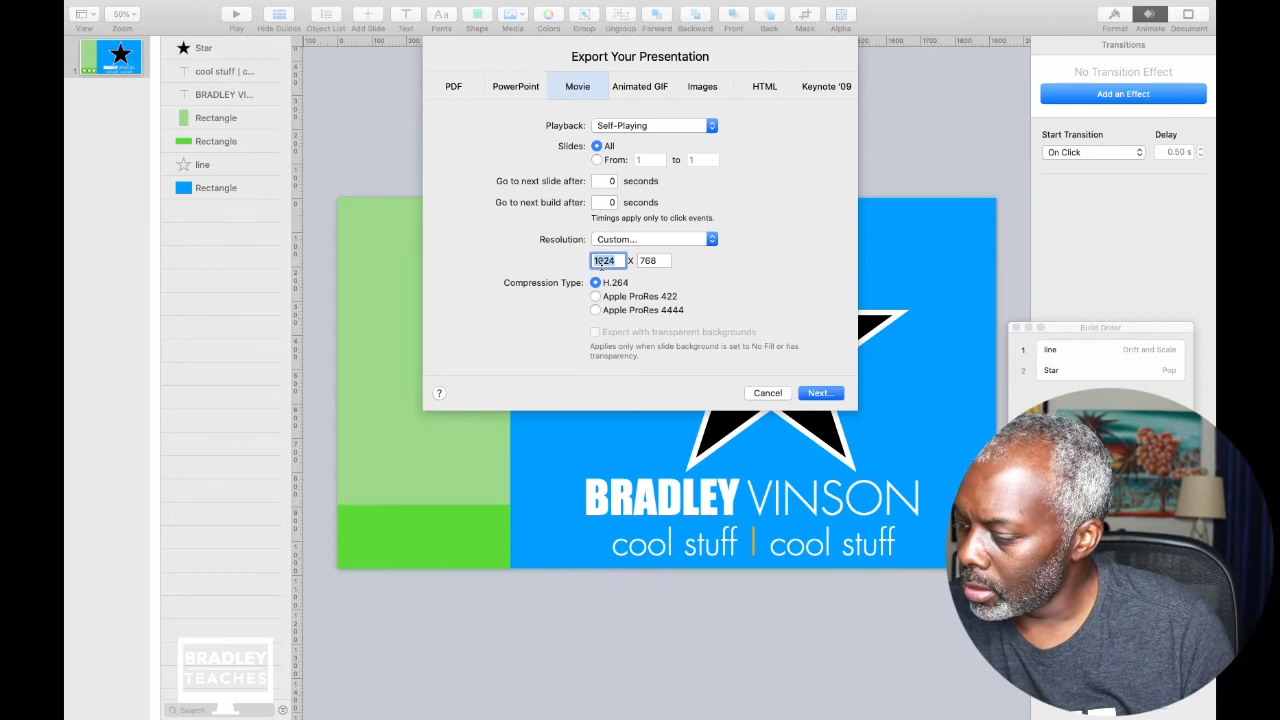 50%
View
Zoom
Play
Hide Guides
Object List
Add Slide
Text
Fonts
Shape
Media
Colors
Group
Ungroup
Forward
Backward
Front
Back
Mask
Alpha
Format
Animate
Document
Star
cool stuff | c...
BRADLEY VI...
Rectangle
Rectangle
line
Rectangle
1
Export Your Presentation
PDF
PowerPoint
Movie
Animated GIF
Images
HTML
Keynote '09
Playback: Self-Playing
Slides: All
From: 1 to 1
Go to next slide after: 0 seconds
Go to next build after: 0 seconds
Timings apply only to click events.
Resolution: Custom...
1024 X 768
Compression Type: H.264
Apple ProRes 422
Apple ProRes 4444
Export with transparent backgrounds
Applies only when slide background is set to No Fill or has
transparency.
?
Cancel
Next...
Transitions
No Transition Effect
Add an Effect
Start Transition
Delay
On Click
0.50 s
Build Order
1 line Drift and Scale
2 Star Pop
BRADLEY VINSON
cool stuff | cool stuff
BRADLEY
TEACHES
Search